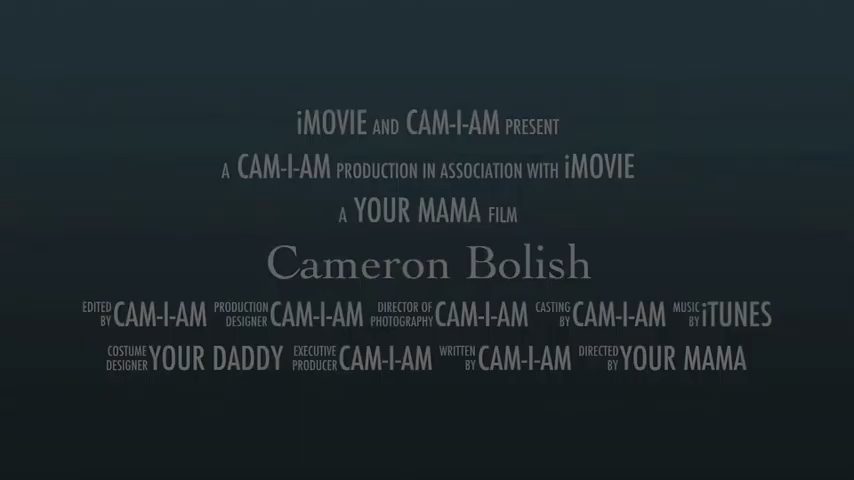 iMOVIE AND CAM-I-AM PRESENT
A CAM-I-AM PRODUCTION IN ASSOCIATION WITH iMOVIE
A YOUR MAMA FILM
Cameron Bolish
EDITED BY CAM-I-AM PRODUCTION DESIGNER CAM-I-AM DIRECTOR OF PHOTOGRAPHY CAM-I-AM CASTING BY CAM-I-AM MUSIC BY iTUNES
COSTUME DESIGNER YOUR DADDY EXECUTIVE PRODUCER CAM-I-AM WRITTEN BY CAM-I-AM DIRECTED BY YOUR MAMA